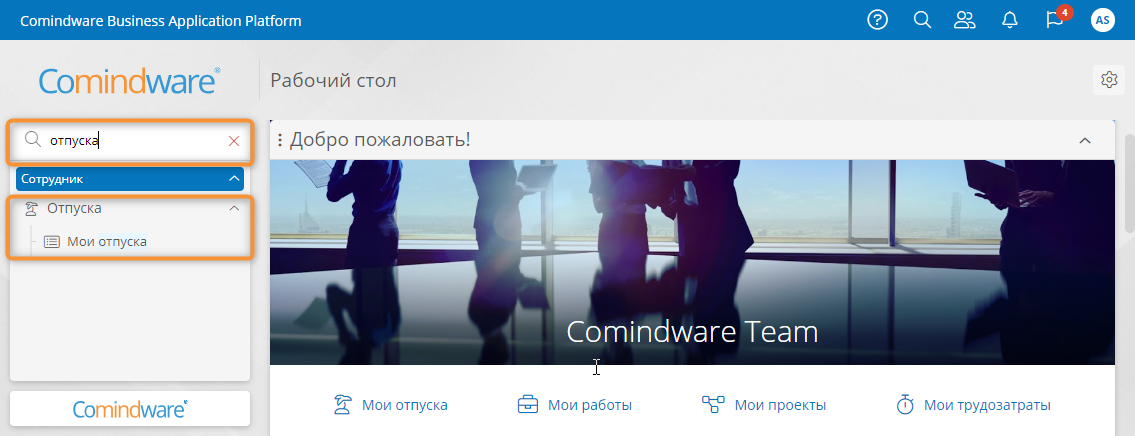 Comindware Business Application Platform
4
AS
Comindware®
Рабочий стол
отпуска
Добро пожаловать!
Сотрудник
Отпуска
Мои отпуска
Comindware Team
Comindware
Мои отпуска
Мои работы
Мои проекты
Мои трудозатраты